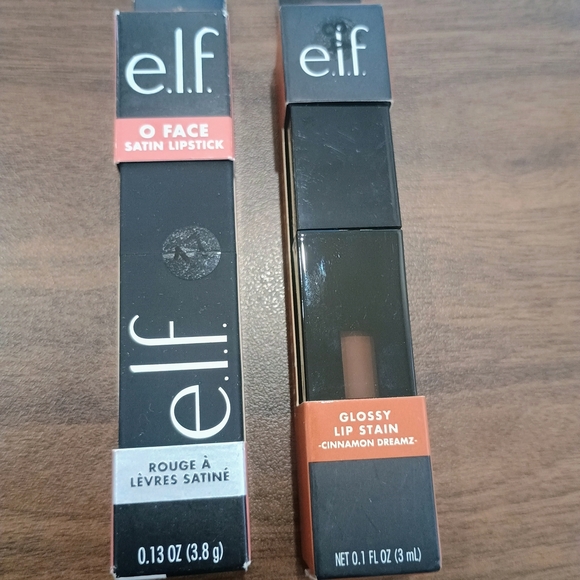 e.l.f.
O FACE
SATIN LIPSTICK
e.l.f.
ROUGE À
LÈVRES SATINÉ
0.13 OZ (3.8 g)
e.l.f.
GLOSSY
LIP STAIN
-CINNAMON DREAMZ-
NET 0.1 FL OZ (3 mL)